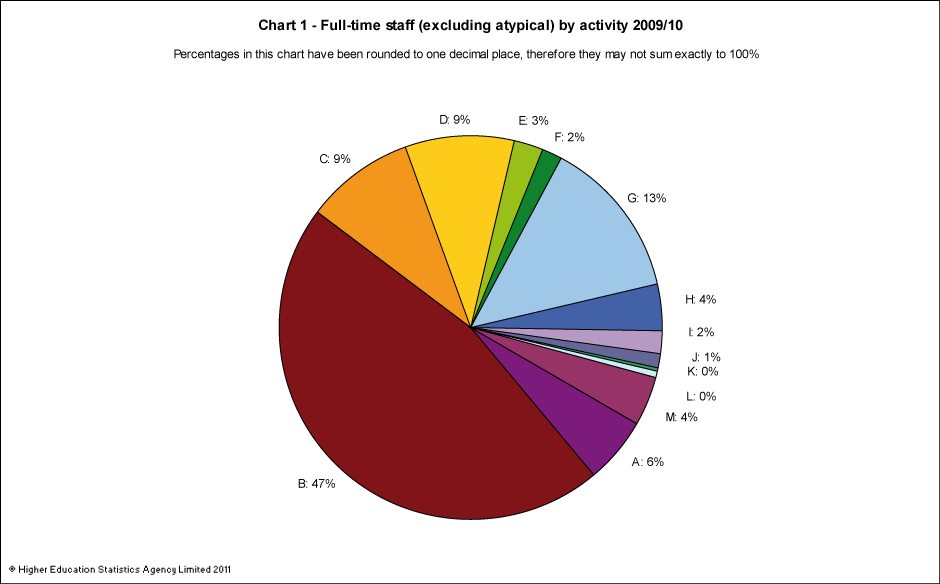 Chart 1 - Full-time staff (excluding atypical) by activity 2009/10
Percentages in this chart have been rounded to one decimal place, therefore they may not sum exactly to 100%
D: 9%
E: 3%
F: 2%
C: 9%
G: 13%
H: 4%
I: 2%
J: 1%
K: 0%
L: 0%
M: 4%
A: 6%
B: 47%
® Higher Education Statistics Agency Limited 2011